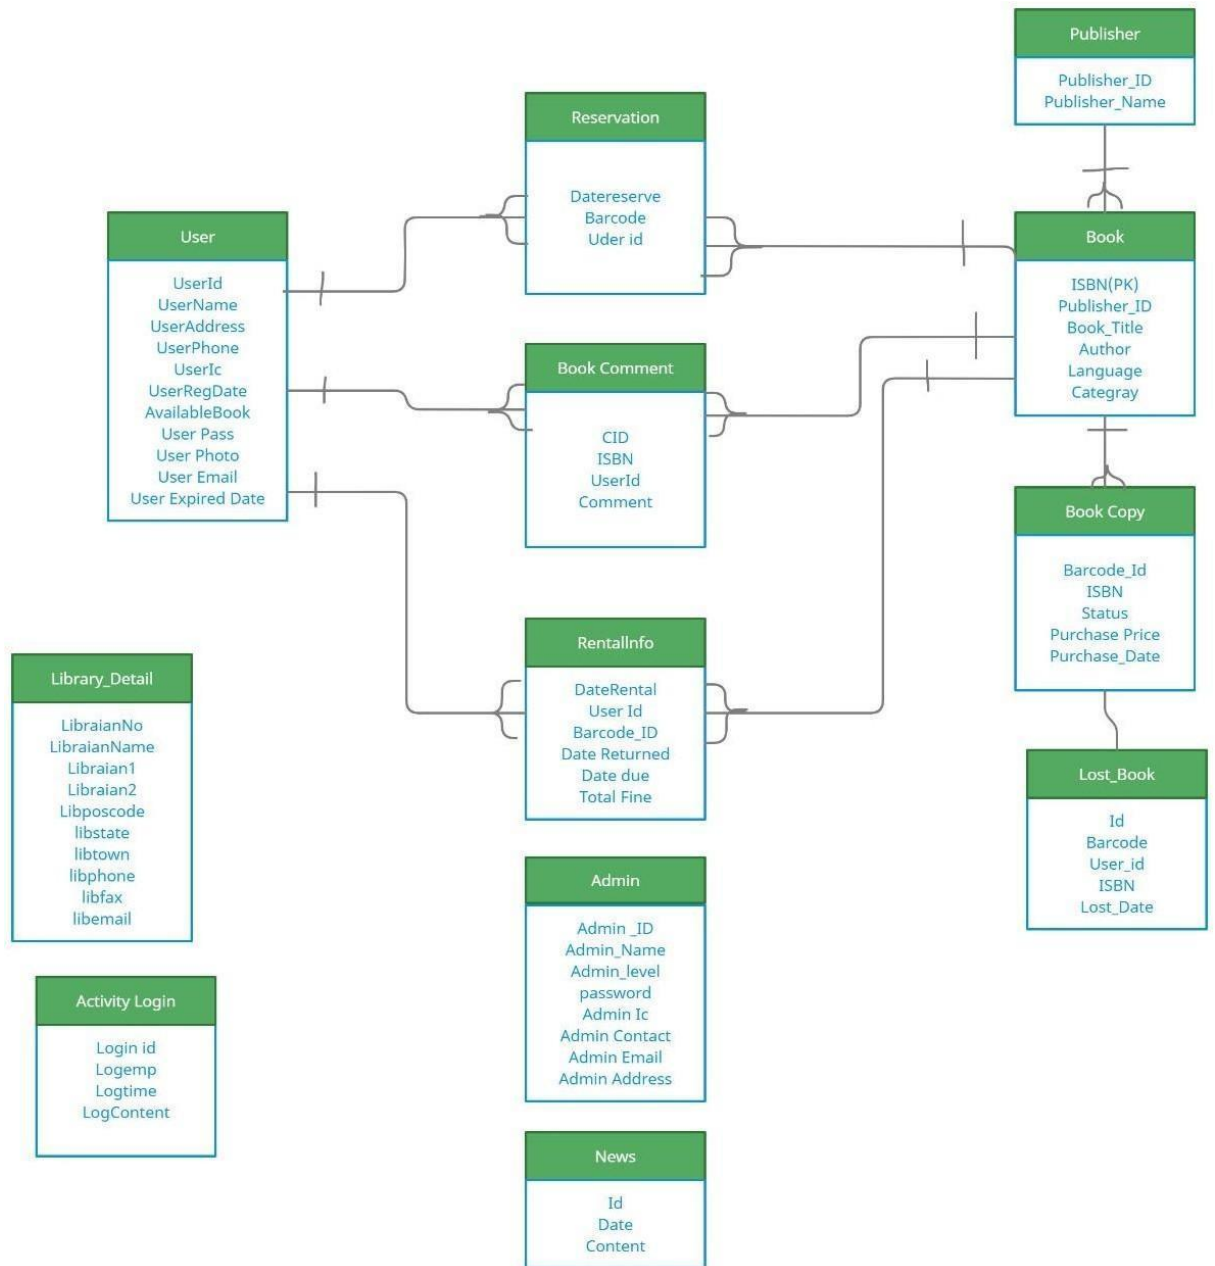 Publisher
Publisher_ID
Publisher_Name
Reservation
Datereserve
Barcode
Uder id
User
UserId
UserName
UserAddress
UserPhone
UserIc
UserRegDate
AvailableBook
User Pass
User Photo
User Email
User Expired Date
Book
ISBN(PK)
Publisher_ID
Book_Title
Author
Language
Categray
Book Comment
CID
ISBN
UserId
Comment
Book Copy
Barcode_Id
ISBN
Status
Purchase Price
Purchase_Date
RentalInfo
DateRental
User Id
Barcode_ID
Date Returned
Date due
Total Fine
Library_Detail
LibraianNo
LibraianName
Libraian1
Libraian2
Libposcode
libstate
libtown
libphone
libfax
libemail
Lost_Book
Id
Barcode
User_id
ISBN
Lost_Date
Admin
Admin _ID
Admin_Name
Admin_level
password
Admin Ic
Admin Contact
Admin Email
Admin Address
Activity Login
Login id
Logemp
Logtime
LogContent
News
Id
Date
Content